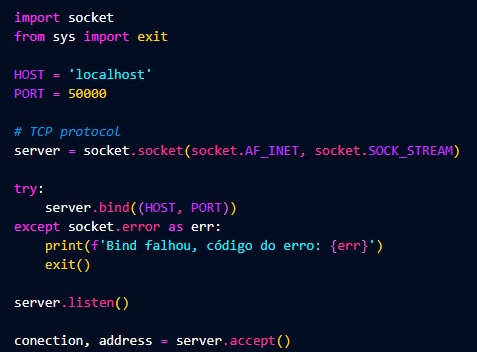 import socket
from sys import exit
HOST = 'localhost'
PORT = 50000
# TCP protocol
server = socket.socket(socket.AF_INET, socket.SOCK_STREAM)
try:
    server.bind((HOST, PORT))
except socket.error as err:
    print(f'Bind falhou, código do erro: {err}')
    exit()
server.listen()
conection, address = server.accept()